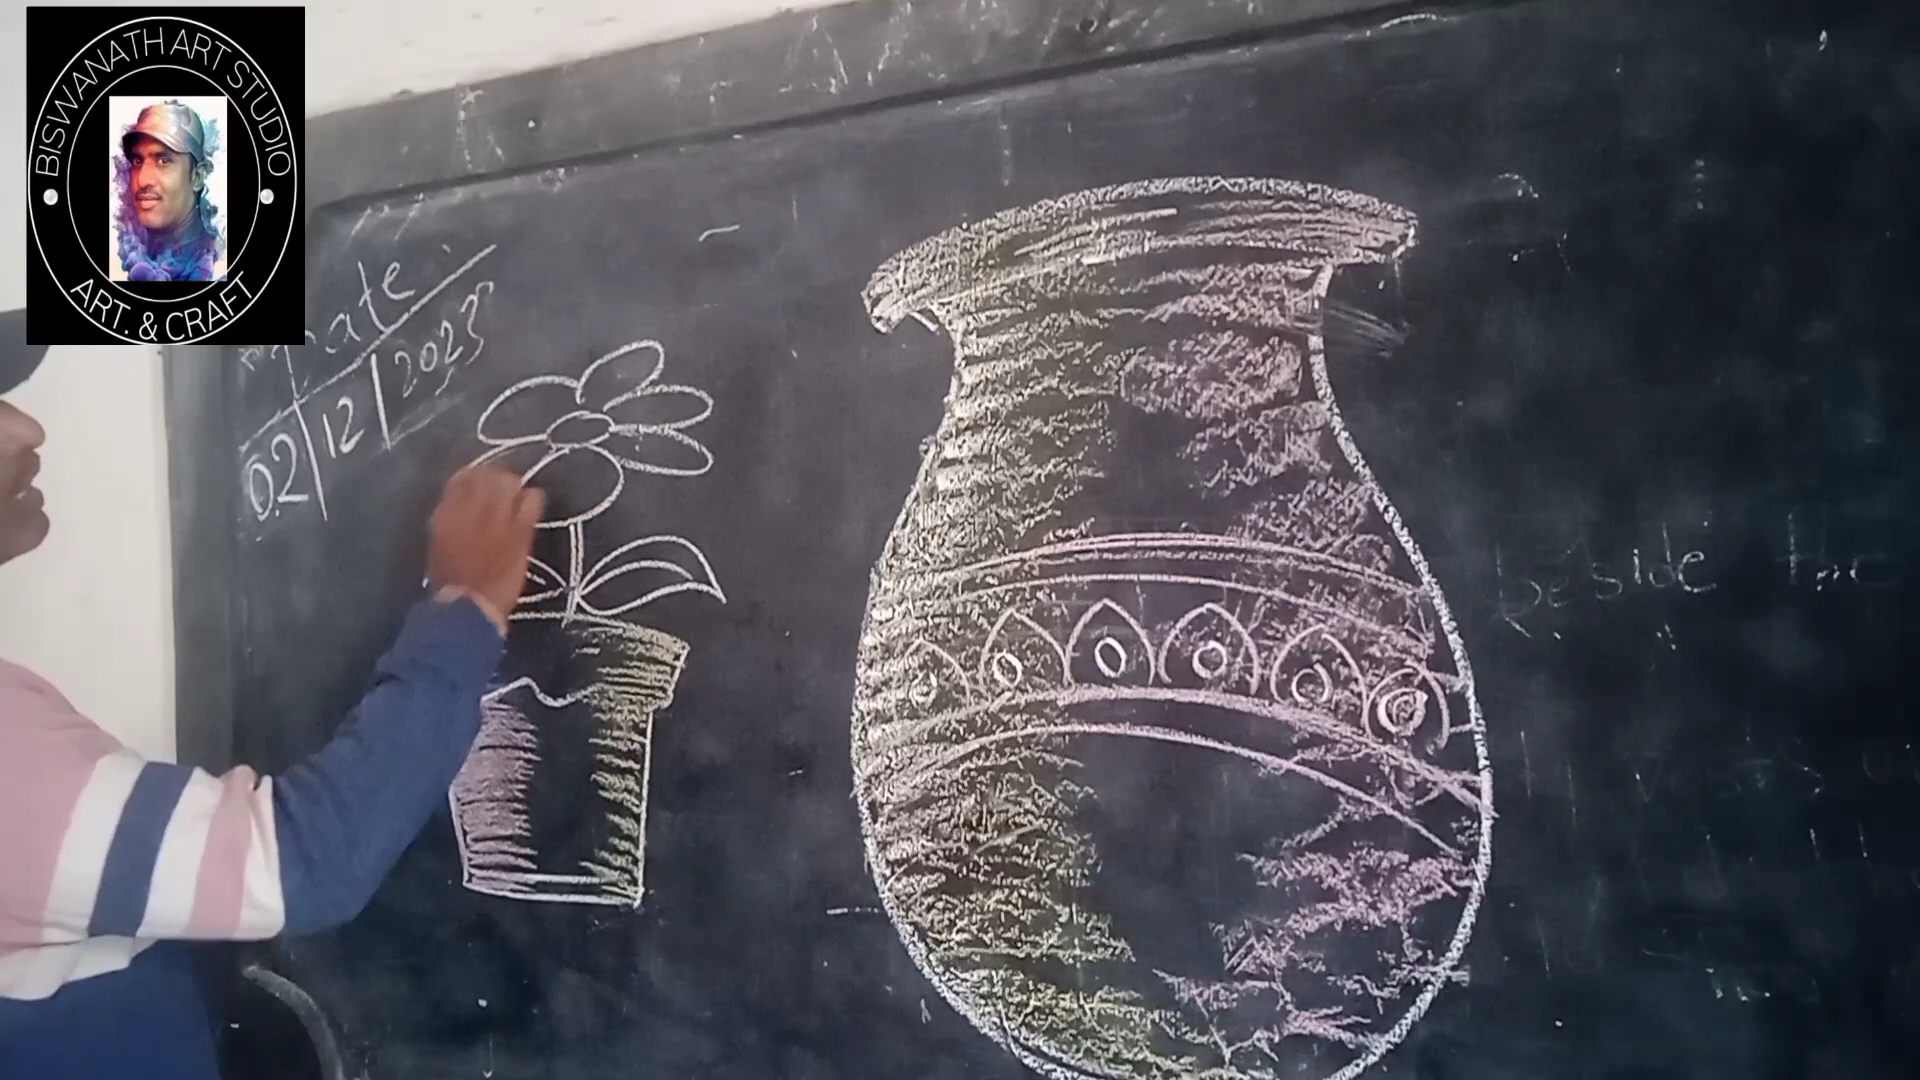 BISWANATH ART STUDIO
ART. & CRAFT
Date
02/12/2023
beside the